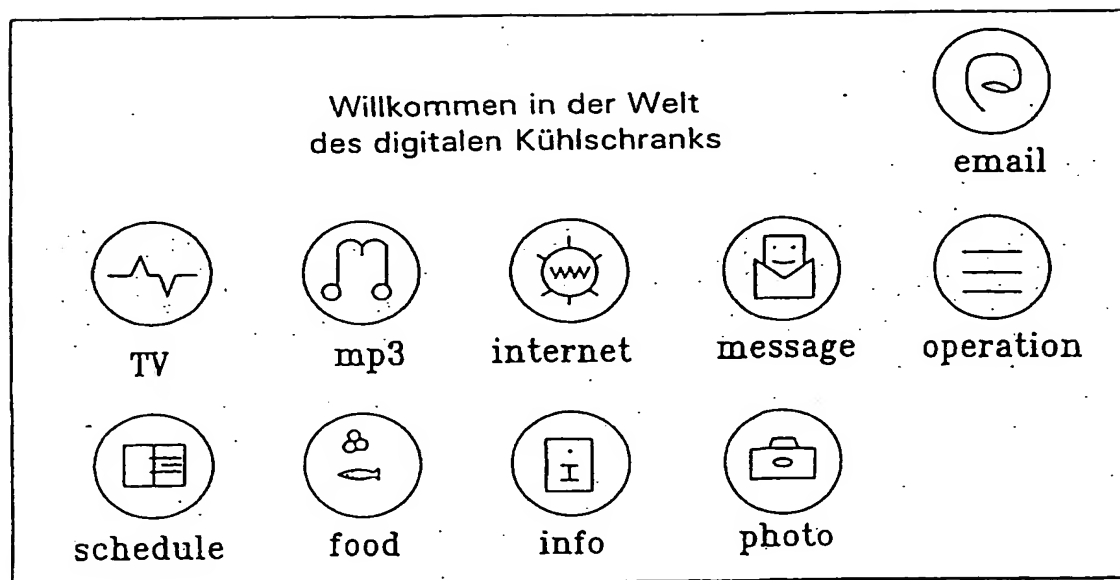 Willkommen in der Welt
des digitalen Kühlschranks
email
TV
mp3
internet
message
operation
schedule
food
info
photo